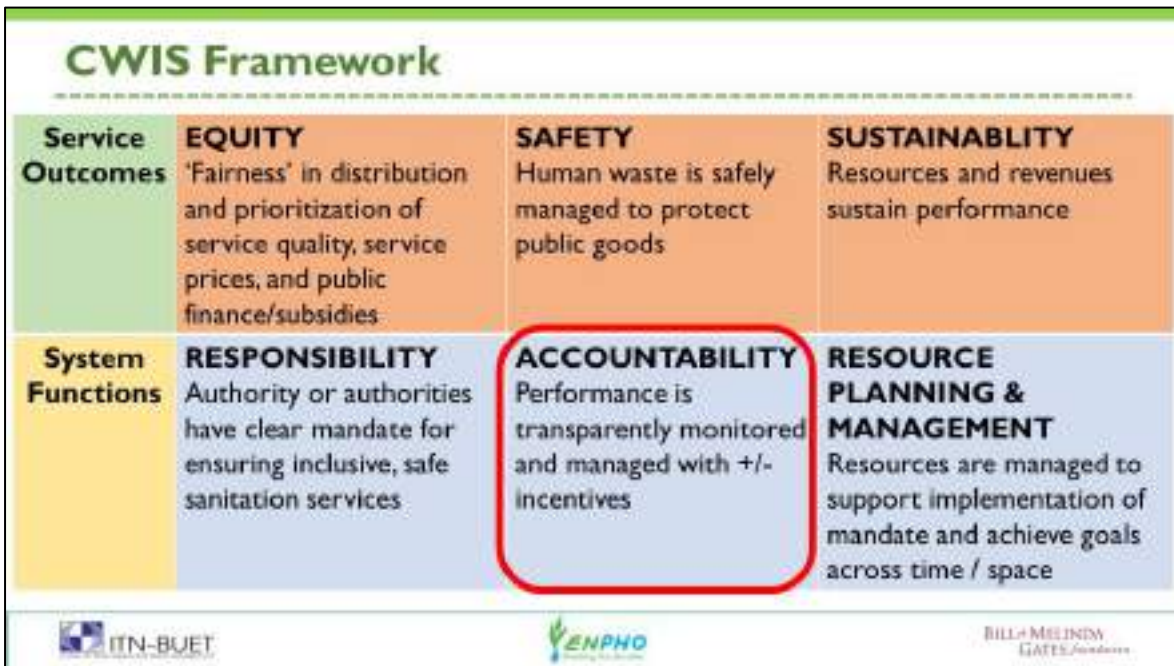 CWIS Framework
Service
Outcomes
EQUITY
'Fairness' in distribution
and prioritization of
service quality, service
prices, and public
finance/subsidies
SAFETY
Human waste is safely
managed to protect
public goods
SUSTAINABLITY
Resources and revenues
sustain performance
System
Functions
RESPONSIBILITY
Authority or authorities
have clear mandate for
ensuring inclusive, safe
sanitation services
ACCOUNTABILITY
Performance is
transparently monitored
and managed with +/-
incentives
RESOURCE
PLANNING &
MANAGEMENT
Resources are managed to
support implementation of
mandate and achieve goals
across time / space
ITN-BUET
ENPHO
BILL & MELINDA
GATES foundation